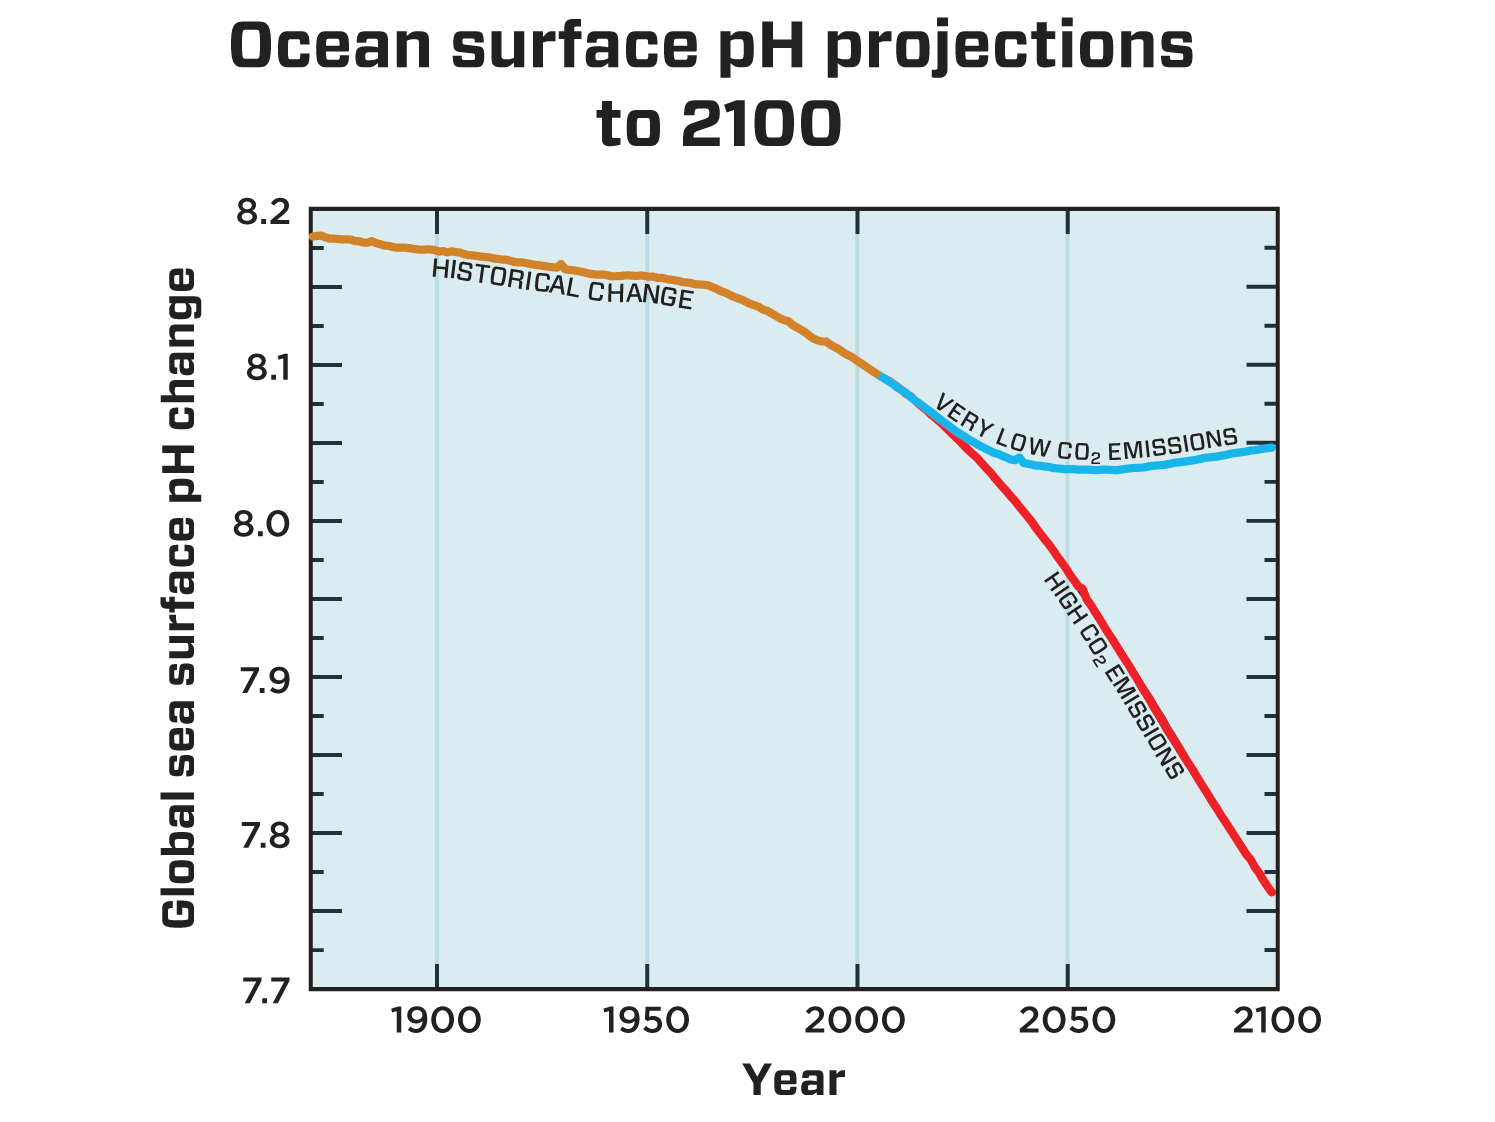 Ocean surface pH projections
to 2100
Global sea surface pH change
8.2
8.1
8.0
7.9
7.8
7.7
HISTORICAL CHANGE
VERY LOW CO₂ EMISSIONS
HIGH CO₂ EMISSIONS
1900 1950 2000 2050 2100
Year